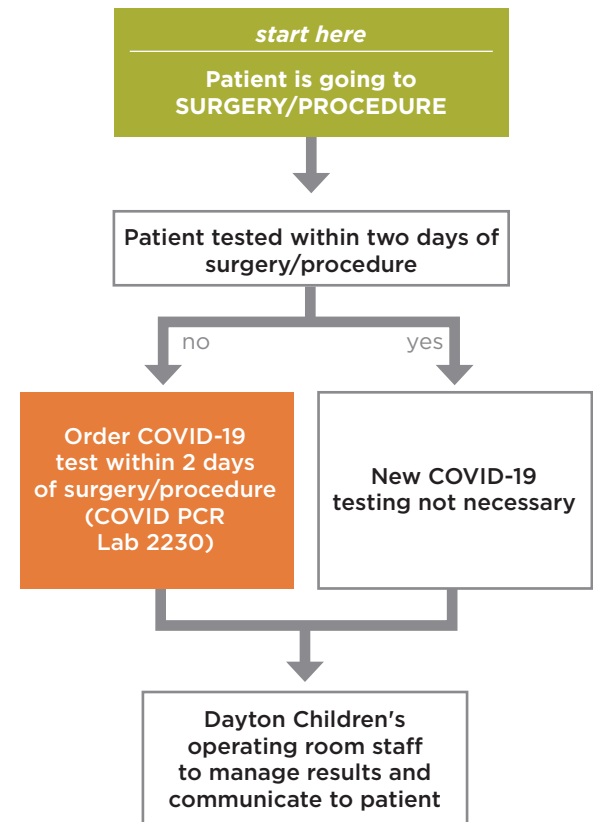 start here
Patient is going to
SURGERY/PROCEDURE
Patient tested within two days of
surgery/procedure
no
yes
Order COVID-19
test within 2 days
of surgery/procedure
(COVID PCR
Lab 2230)
New COVID-19
testing not necessary
Dayton Children's
operating room staff
to manage results and
communicate to patient